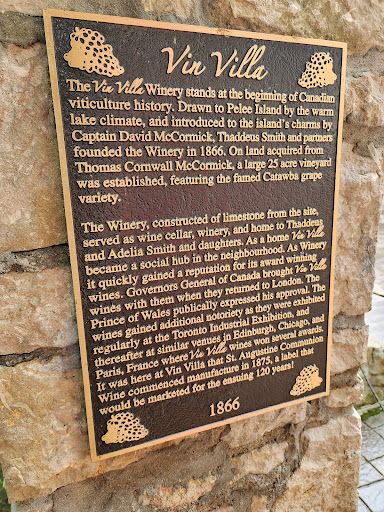 Vin Villa
The Vin Villa Winery stands at the beginning of Canadian
viticulture history. Drawn to Pelee Island by the warm
lake climate, and introduced to the island's charms by
Captain David McCormick, Thaddeus Smith and partners
founded the Winery in 1866. On land acquired from
Thomas Cornwall McCormick, a large 25 acre vineyard
was established, featuring the famed Catawba grape
variety.
The Winery, constructed of limestone from the site,
served as wine cellar, winery, and home to Thaddeus
and Adelia Smith and daughters. As a home Vin Villa
became a social hub in the neighbourhood. As Winery
it quickly gained a reputation for its award winning
wines. Governors General of Canada brought Vin Villa
wines with them when they returned to London. The
Prince of Wales publically expressed his approval. The
wines gained additional notoriety as they were exhibited
regularly at the Toronto Industrial Exhibition, and
thereafter at similar venues in Edinburgh, Chicago, and
Paris, France where Vin Villa wines won several awards.
It was here at Vin Villa that St. Augustine Communion
Wine commenced manufacture in 1875, a label that
would be marketed for the ensuing 120 years!
1866